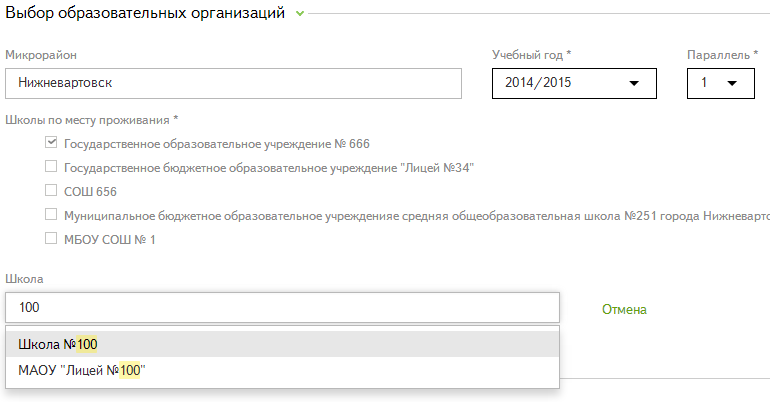 Выбор образовательных организаций
Микрорайон Учебный год * Параллель *
Нижневартовск 2014/2015 1
Школы по месту проживания *
Государственное образовательное учреждение № 666
Государственное бюджетное образовательное учреждение "Лицей №34"
СОШ 656
Муниципальное бюджетное образовательное учреждениие средняя общеобразовательная школа №251 города Нижневарто
МБОУ СОШ № 1
Школа
100 Отмена
Школа №100
МАОУ "Лицей №100"